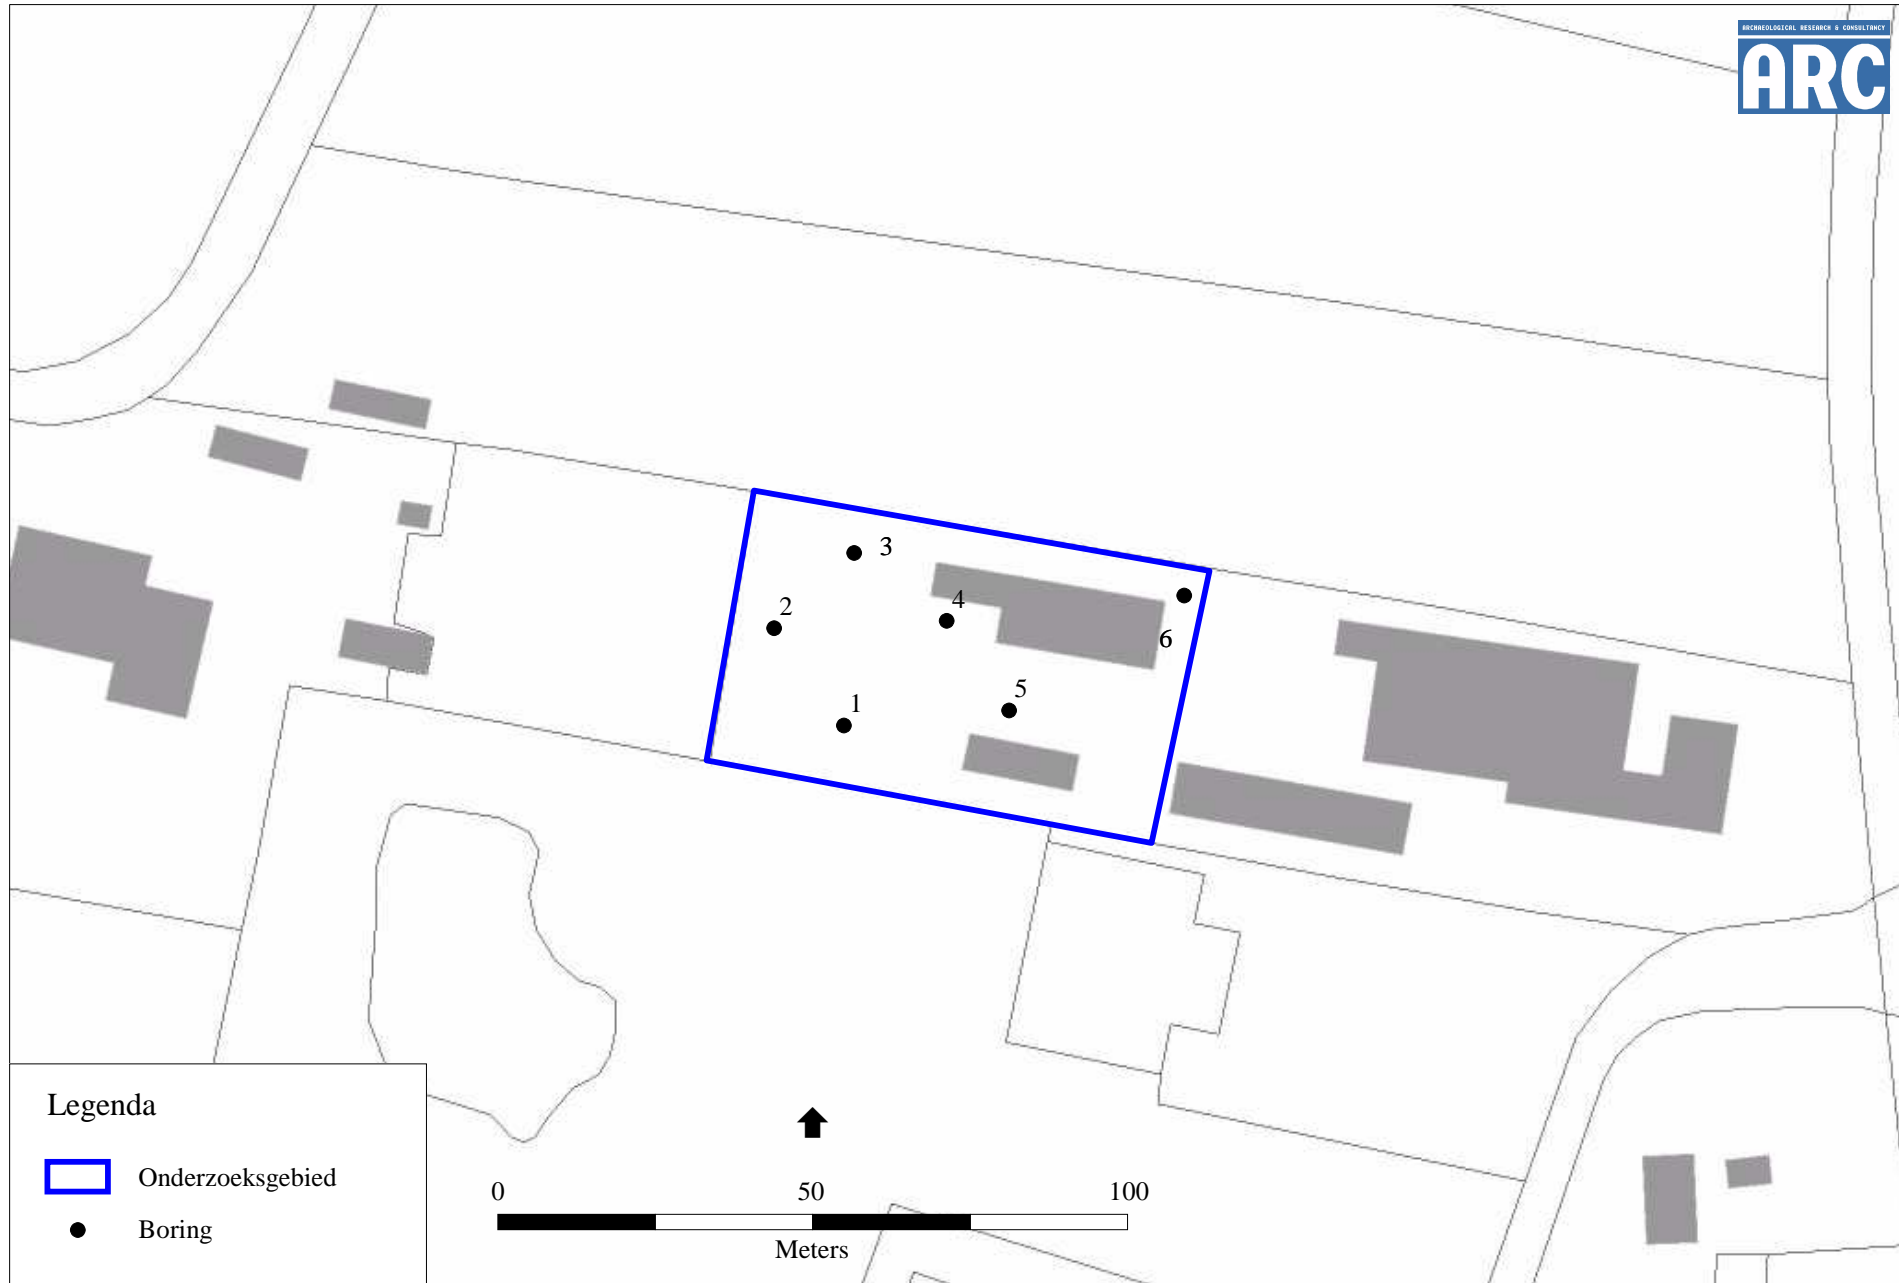 ARCHAEOLOGICAL RESEARCH & CONSULTANCY
ARC
3
2
4
6
5
1
Legenda
Onderzoeksgebied
Boring
0 50 100
Meters